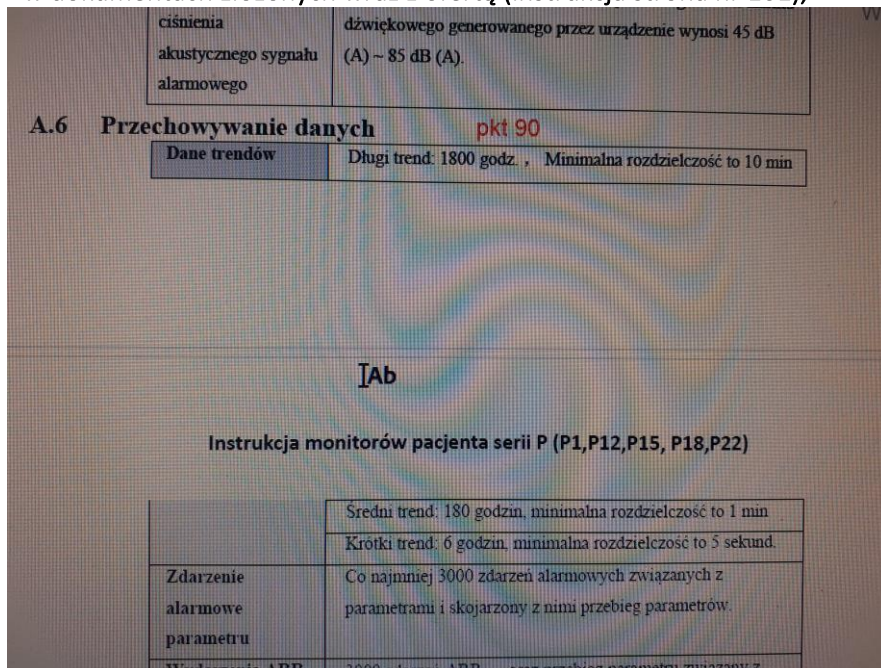 ciśnienia
akustycznego sygnału
alarmowego
dźwiękowego generowanego przez urządzenie wynosi 45 dB
(A) ~ 85 dB (A).
A.6 Przechowywanie danych pkt 90
Dane trendów
Długi trend: 1800 godz. , Minimalna rozdzielczość to 10 min
Ab
Instrukcja monitorów pacjenta serii P (P1,P12,P15, P18,P22)
Średni trend: 180 godzin, minimalna rozdzielczość to 1 min
Krótki trend: 6 godzin, minimalna rozdzielczość to 5 sekund.
Zdarzenie
alarmowe
parametru
Co najmniej 3000 zdarzeń alarmowych związanych z
parametrami i skojarzony z nimi przebieg parametrów.